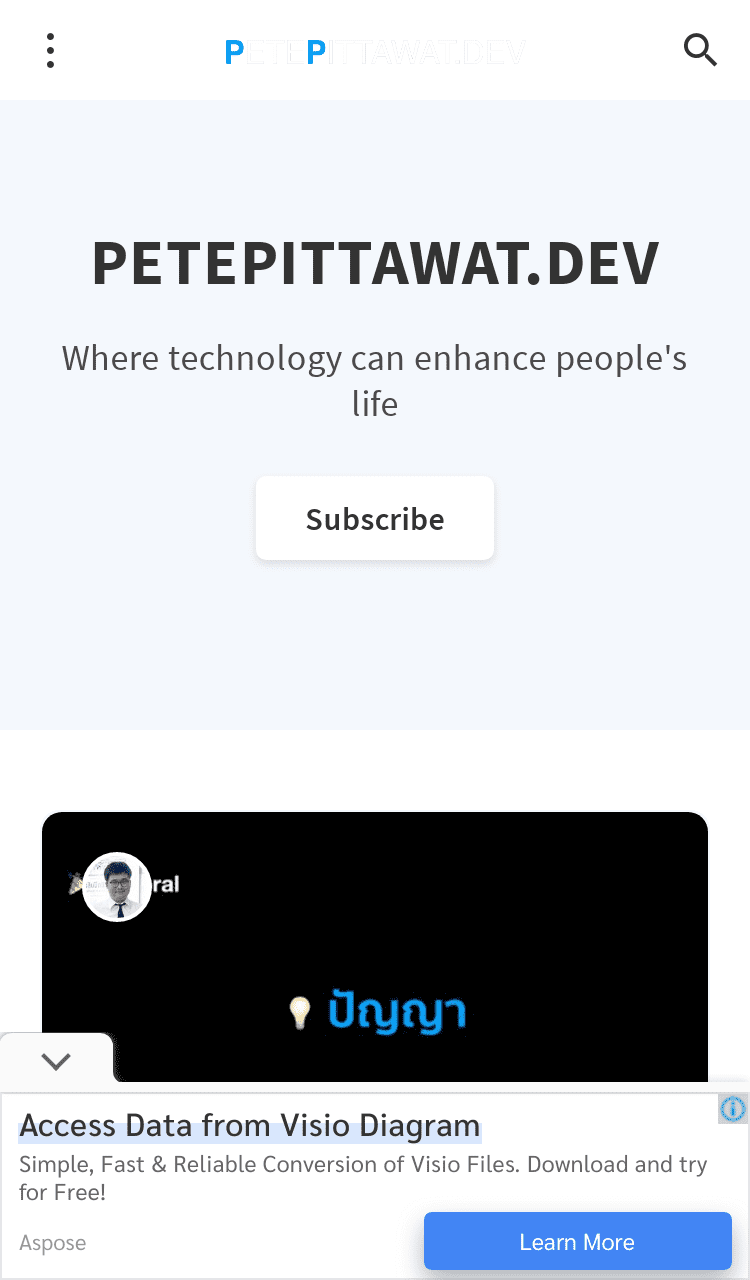 PETEPITTAWAT.DEV
PETEPITTAWAT.DEV
Where technology can enhance people's
life
Subscribe
ral
ปัญญา
Access Data from Visio Diagram
Simple, Fast & Reliable Conversion of Visio Files. Download and try
for Free!
Aspose
Learn More